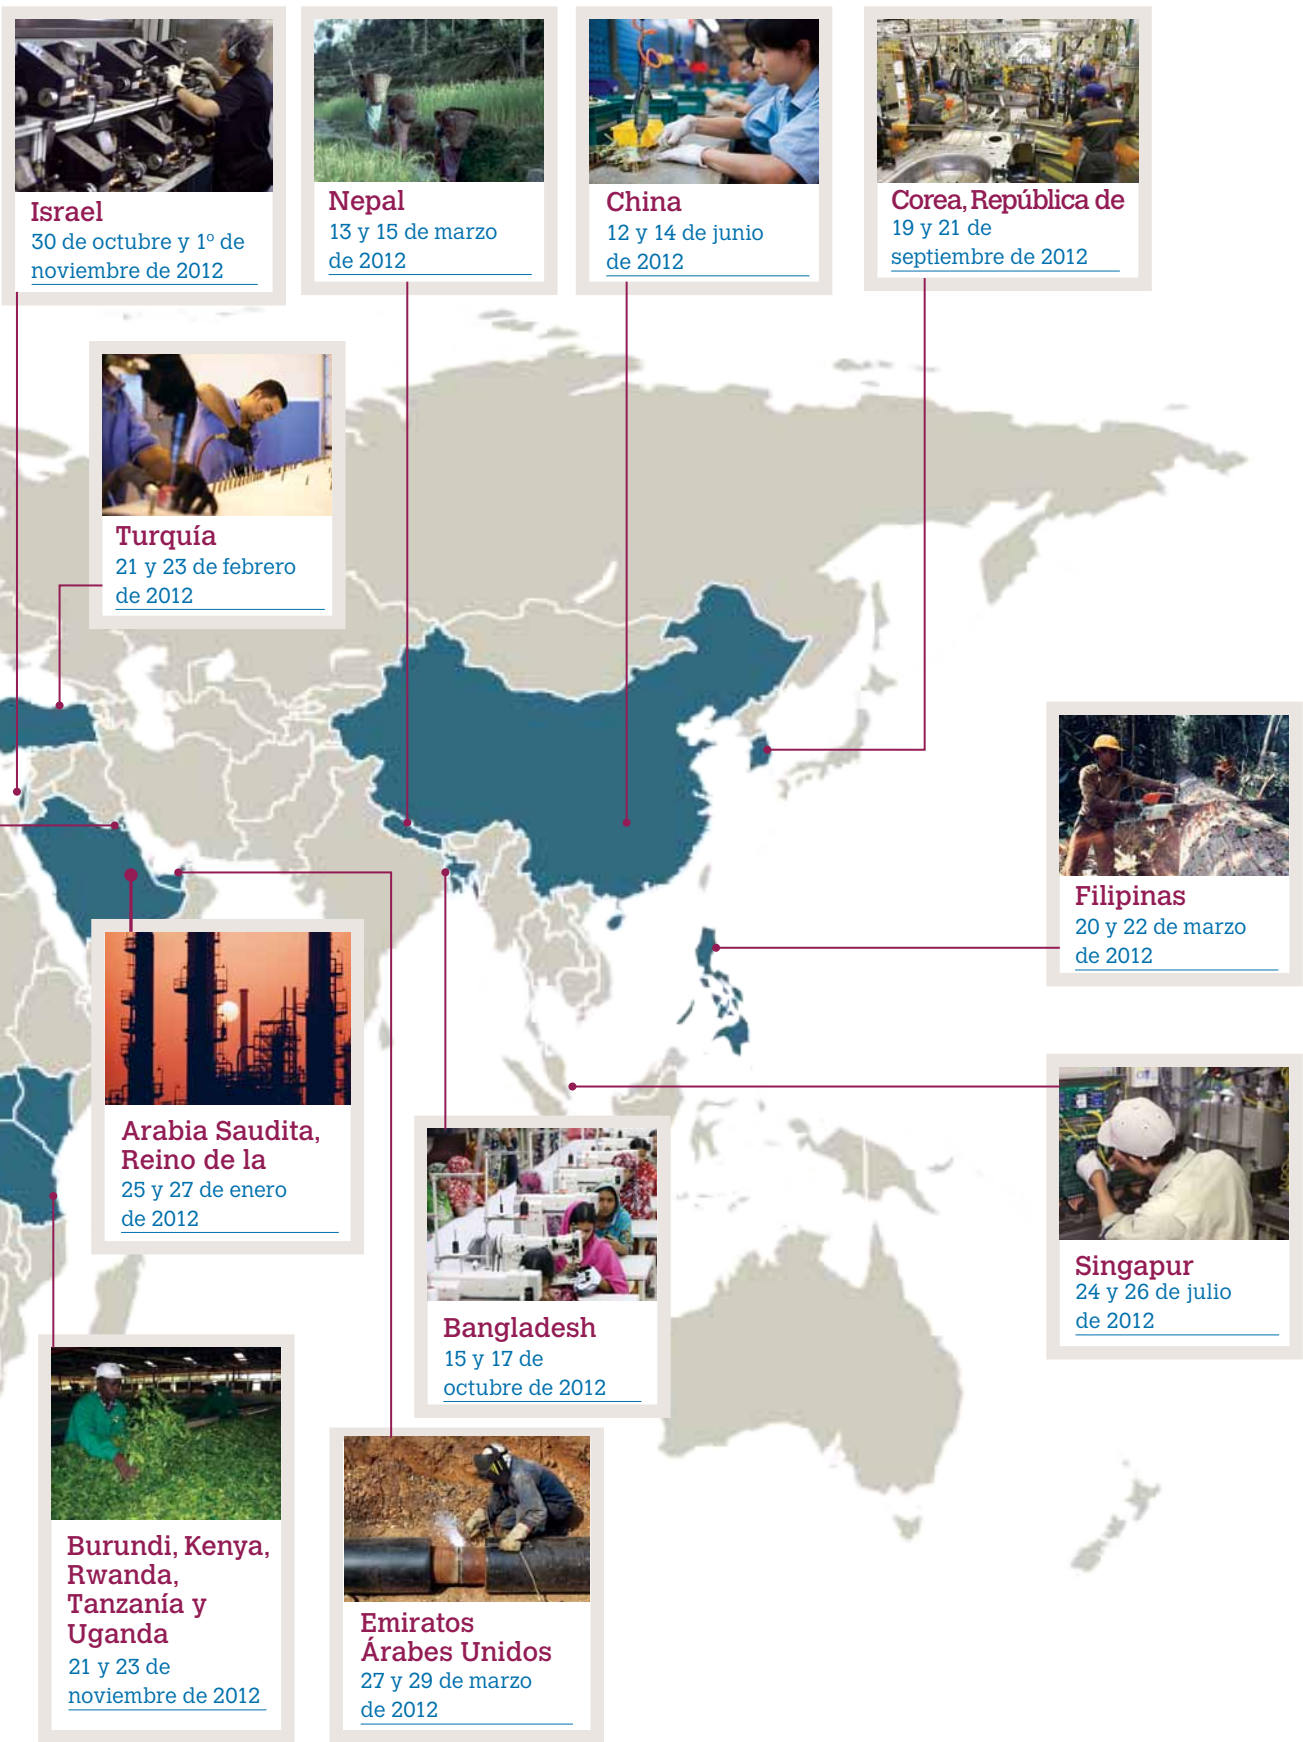 Israel
30 de octubre y 1º de
noviembre de 2012
Nepal
13 y 15 de marzo
de 2012
China
12 y 14 de junio
de 2012
Corea, República de
19 y 21 de
septiembre de 2012
Turquía
21 y 23 de febrero
de 2012
Filipinas
20 y 22 de marzo
de 2012
Arabia Saudita,
Reino de la
25 y 27 de enero
de 2012
Singapur
24 y 26 de julio
de 2012
Bangladesh
15 y 17 de
octubre de 2012
Burundi, Kenya,
Rwanda,
Tanzanía y
Uganda
21 y 23 de
noviembre de 2012
Emiratos
Árabes Unidos
27 y 29 de marzo
de 2012